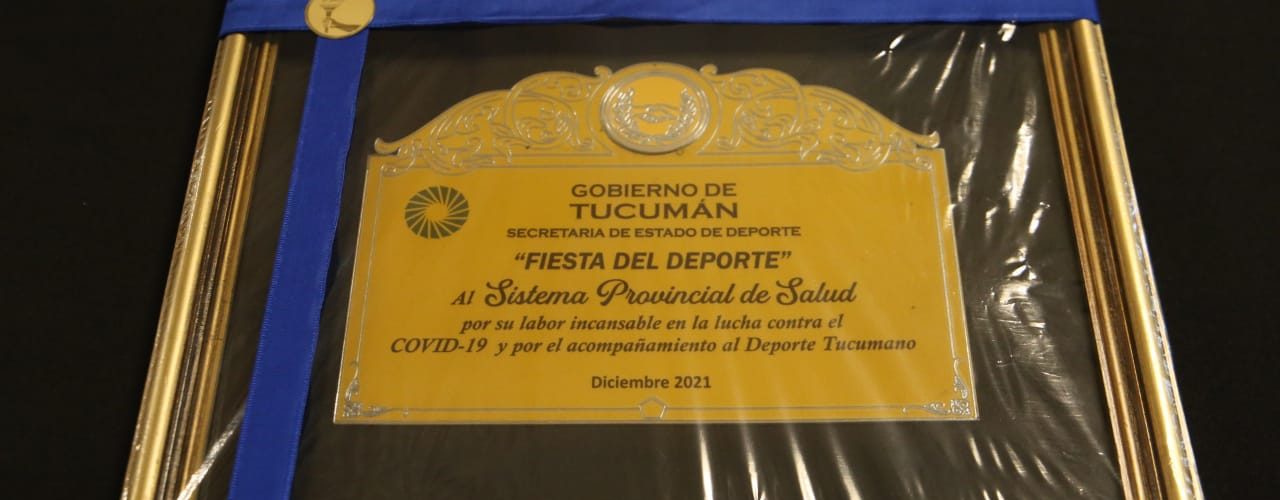 GOBIERNO DE
TUCUMÁN
SECRETARIA DE ESTADO DE DEPORTE
“FIESTA DEL DEPORTE”
Al Sistema Provincial de Salud
por su labor incansable en la lucha contra el
COVID-19 y por el acompañamiento al Deporte Tucumano
Diciembre 2021